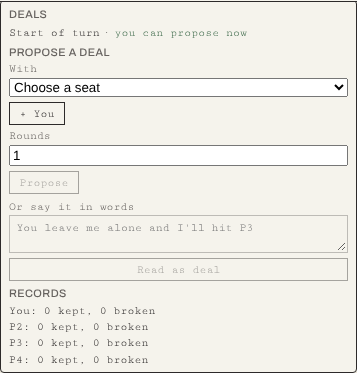 DEALS
Start of turn · you can propose now
PROPOSE A DEAL
With
Choose a seat
+ You
Rounds
1
Propose
Or say it in words
You leave me alone and I'll hit P3
Read as deal
RECORDS
You: 0 kept, 0 broken
P2: 0 kept, 0 broken
P3: 0 kept, 0 broken
P4: 0 kept, 0 broken